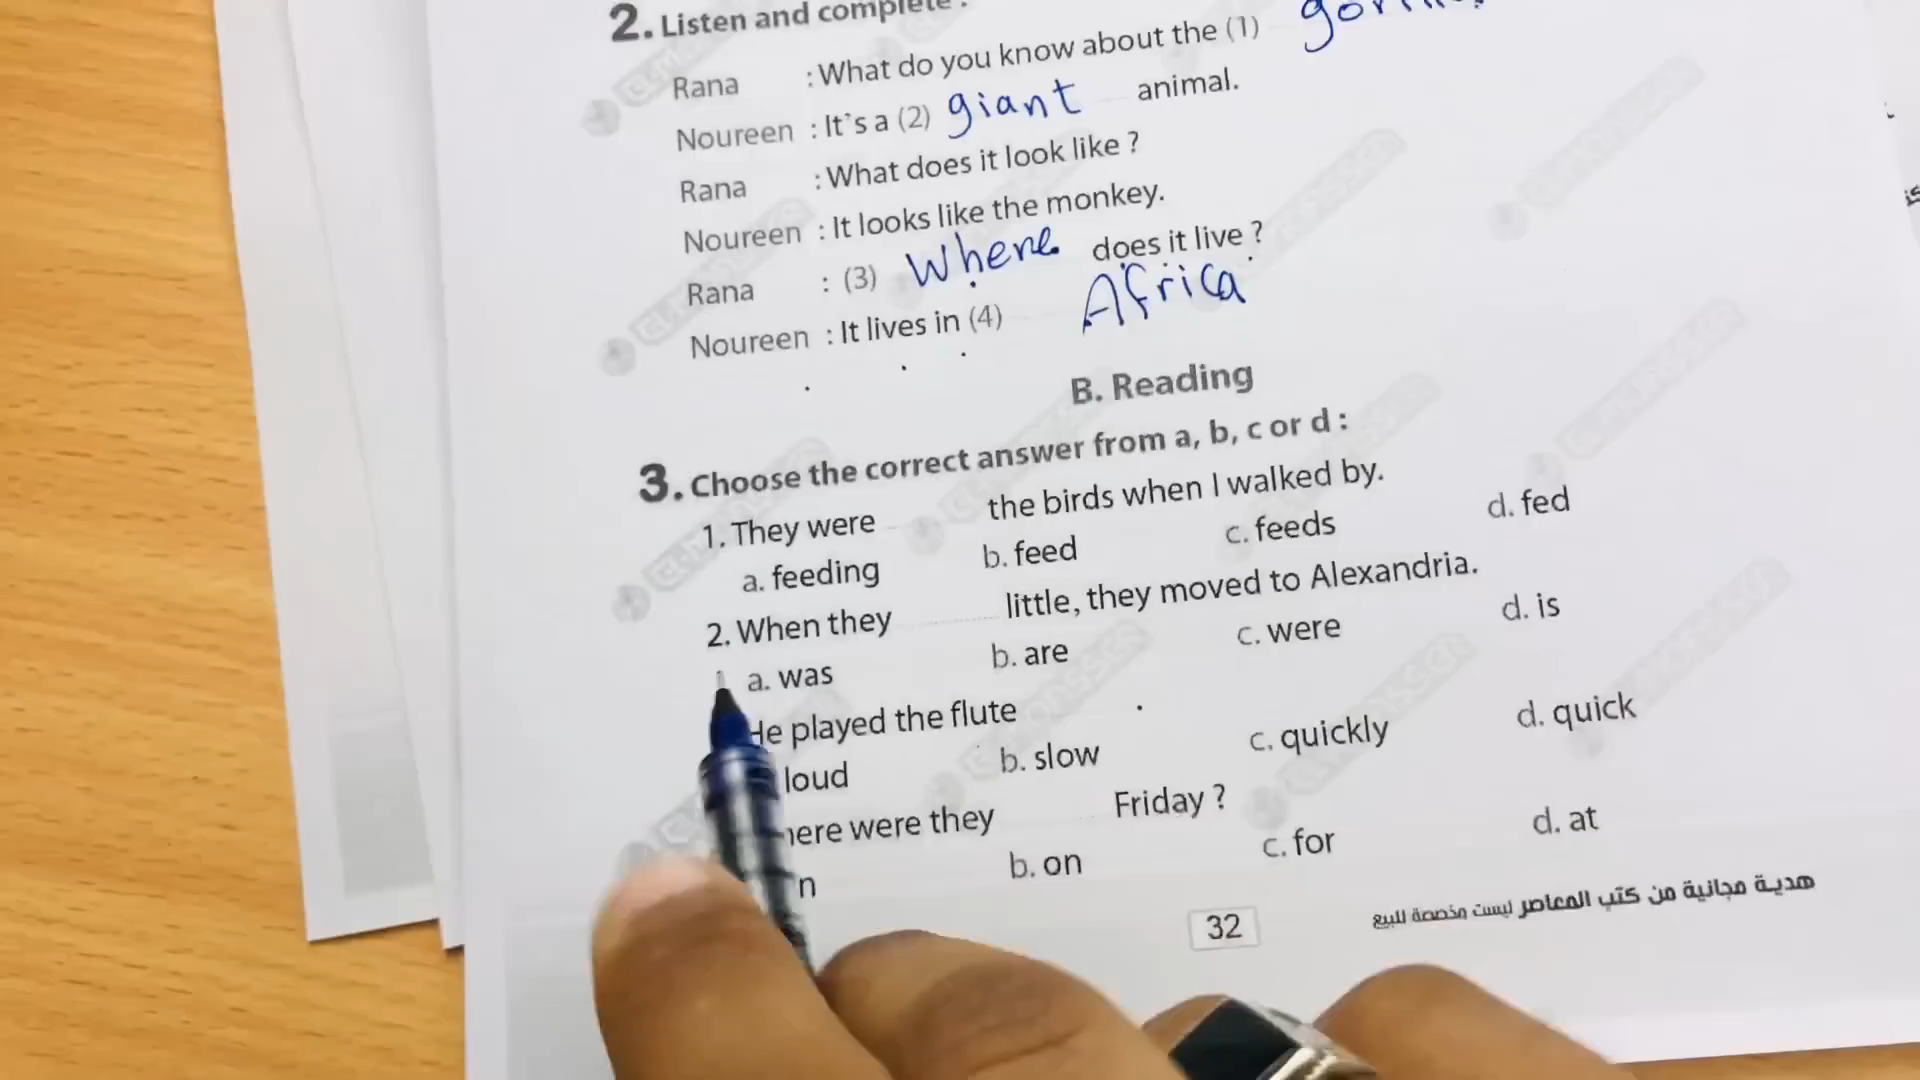 2. Listen and complete :
Rana : What do you know about the (1)
Noureen : It's a (2) giant animal.
Rana : What does it look like ?
Noureen : It looks like the monkey.
Rana : (3) Where does it live ?
Noureen : It lives in (4) Africa
B. Reading
3. Choose the correct answer from a, b, c or d :
1. They were the birds when I walked by.
a. feeding b. feed c. feeds d. fed
2. When they little, they moved to Alexandria.
a. was b. are c. were d. is
He played the flute .
loud b. slow c. quickly d. quick
were they Friday ?
b. on c. for d. at
هدية مجانية من كتب المعاصر ليست مخصصة للبيع
32